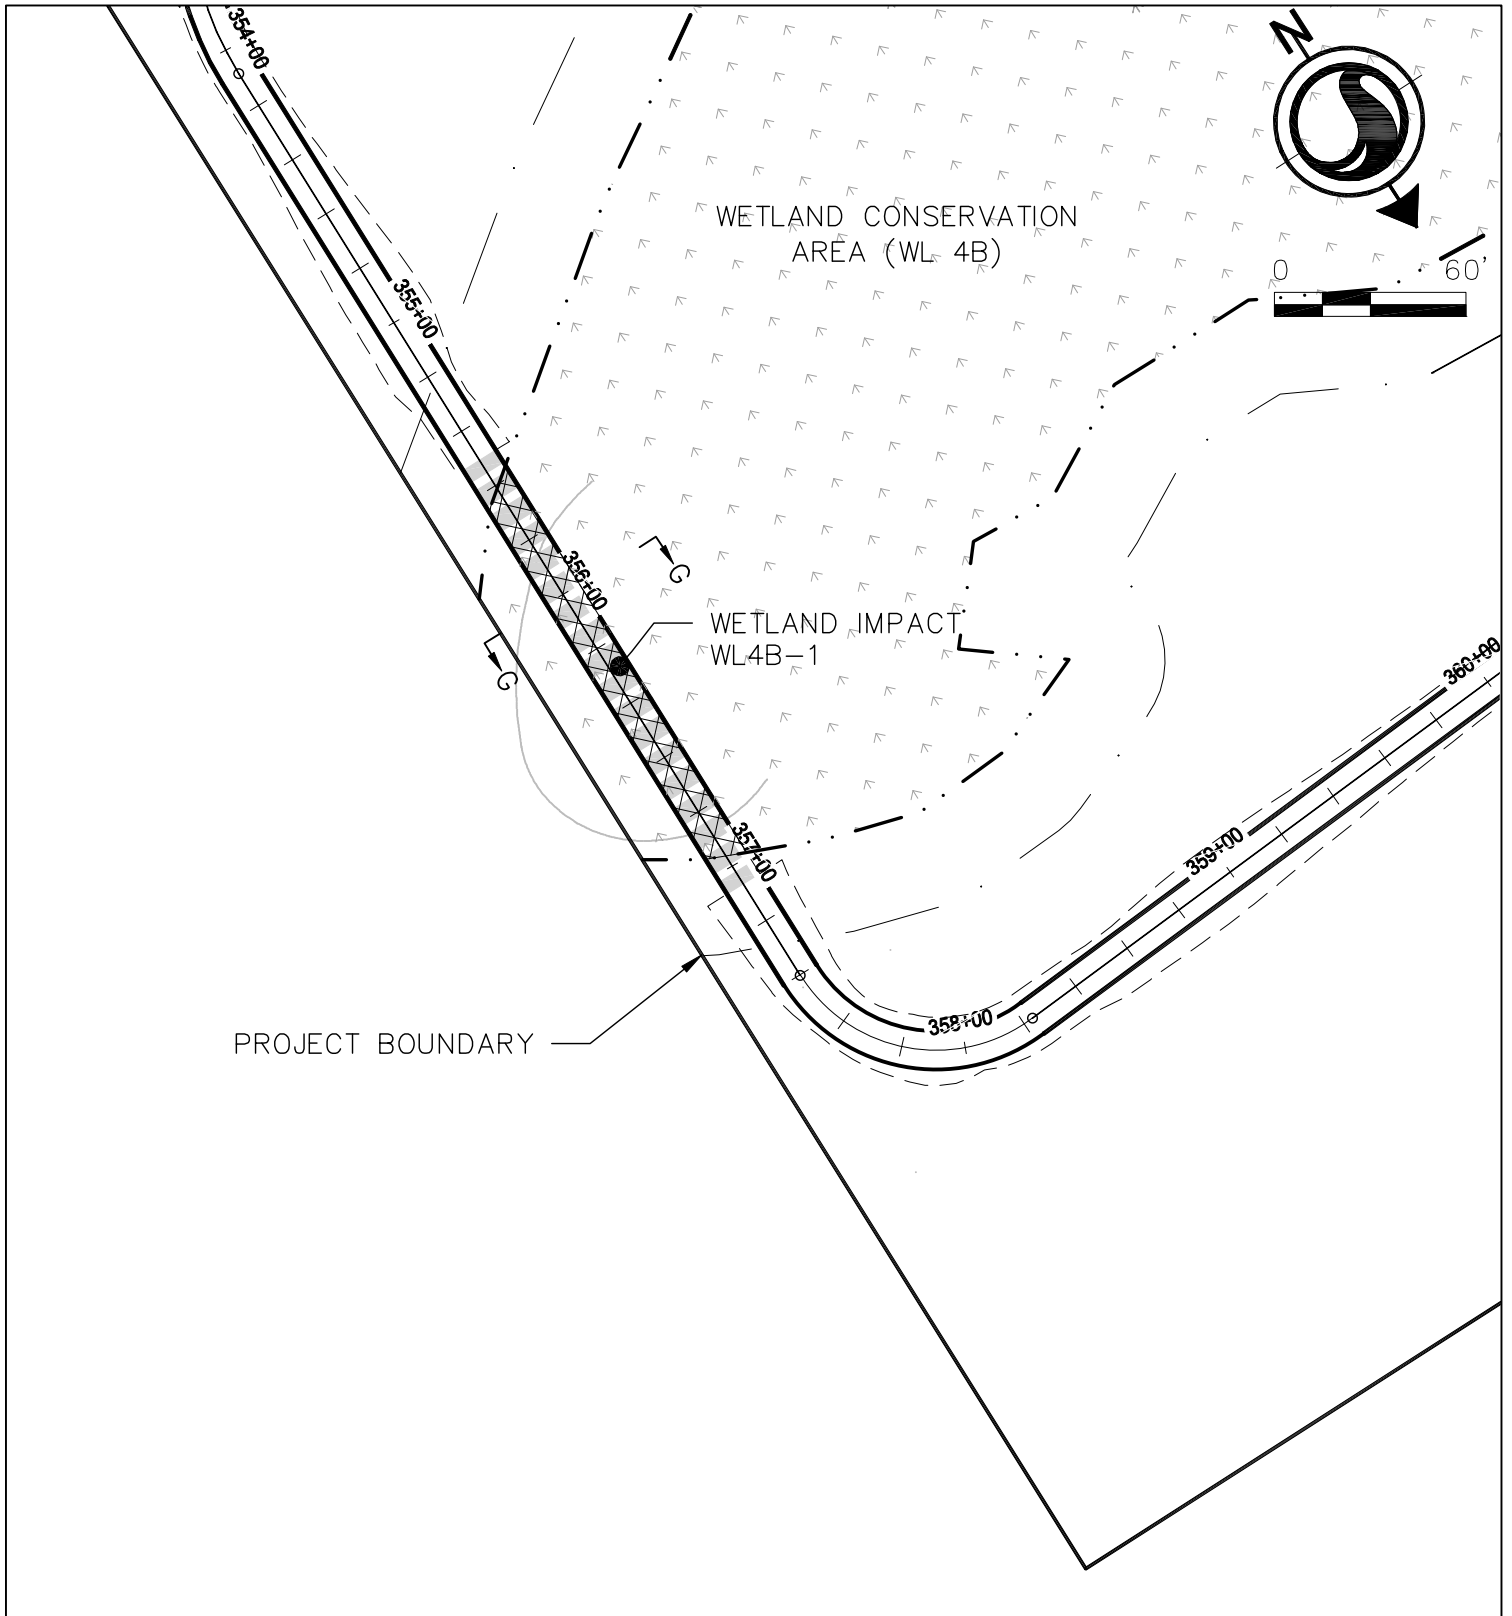 354+00
N
WETLAND CONSERVATION
AREA (WL 4B)
0 60'
355+00
356+00
G
WETLAND IMPACT
WL4B-1
G
360+00
357+00
359+00
358+00
PROJECT BOUNDARY